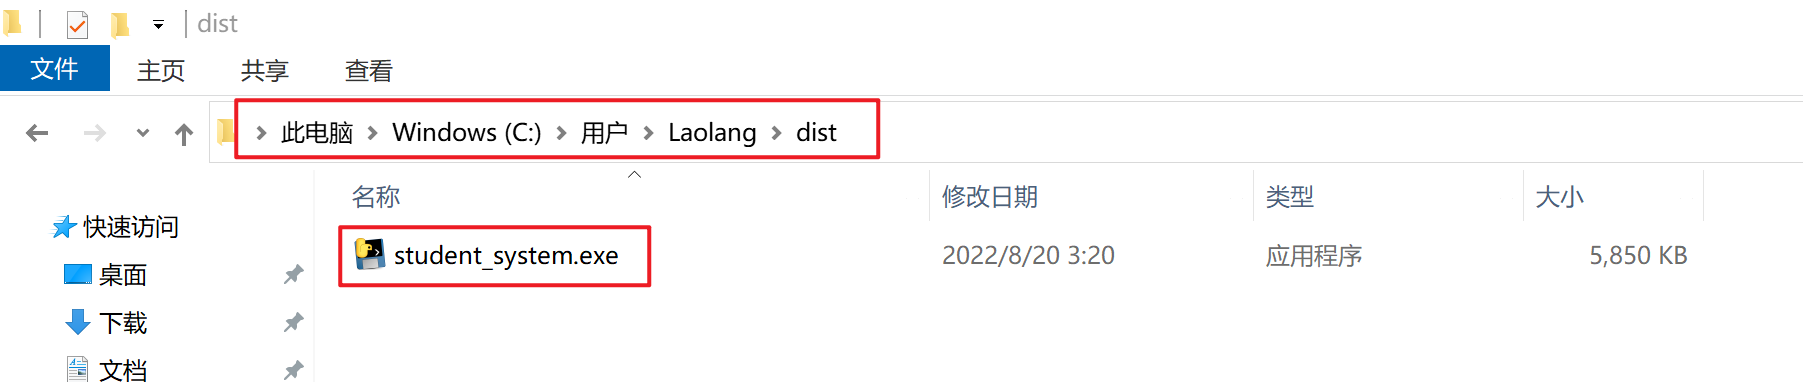 dist
文件 主页 共享 查看
此电脑 Windows (C:) 用户 Laolang dist
名称 修改日期 类型 大小
快速访问
student_system.exe 2022/8/20 3:20 应用程序 5,850 KB
桌面
下载
文档